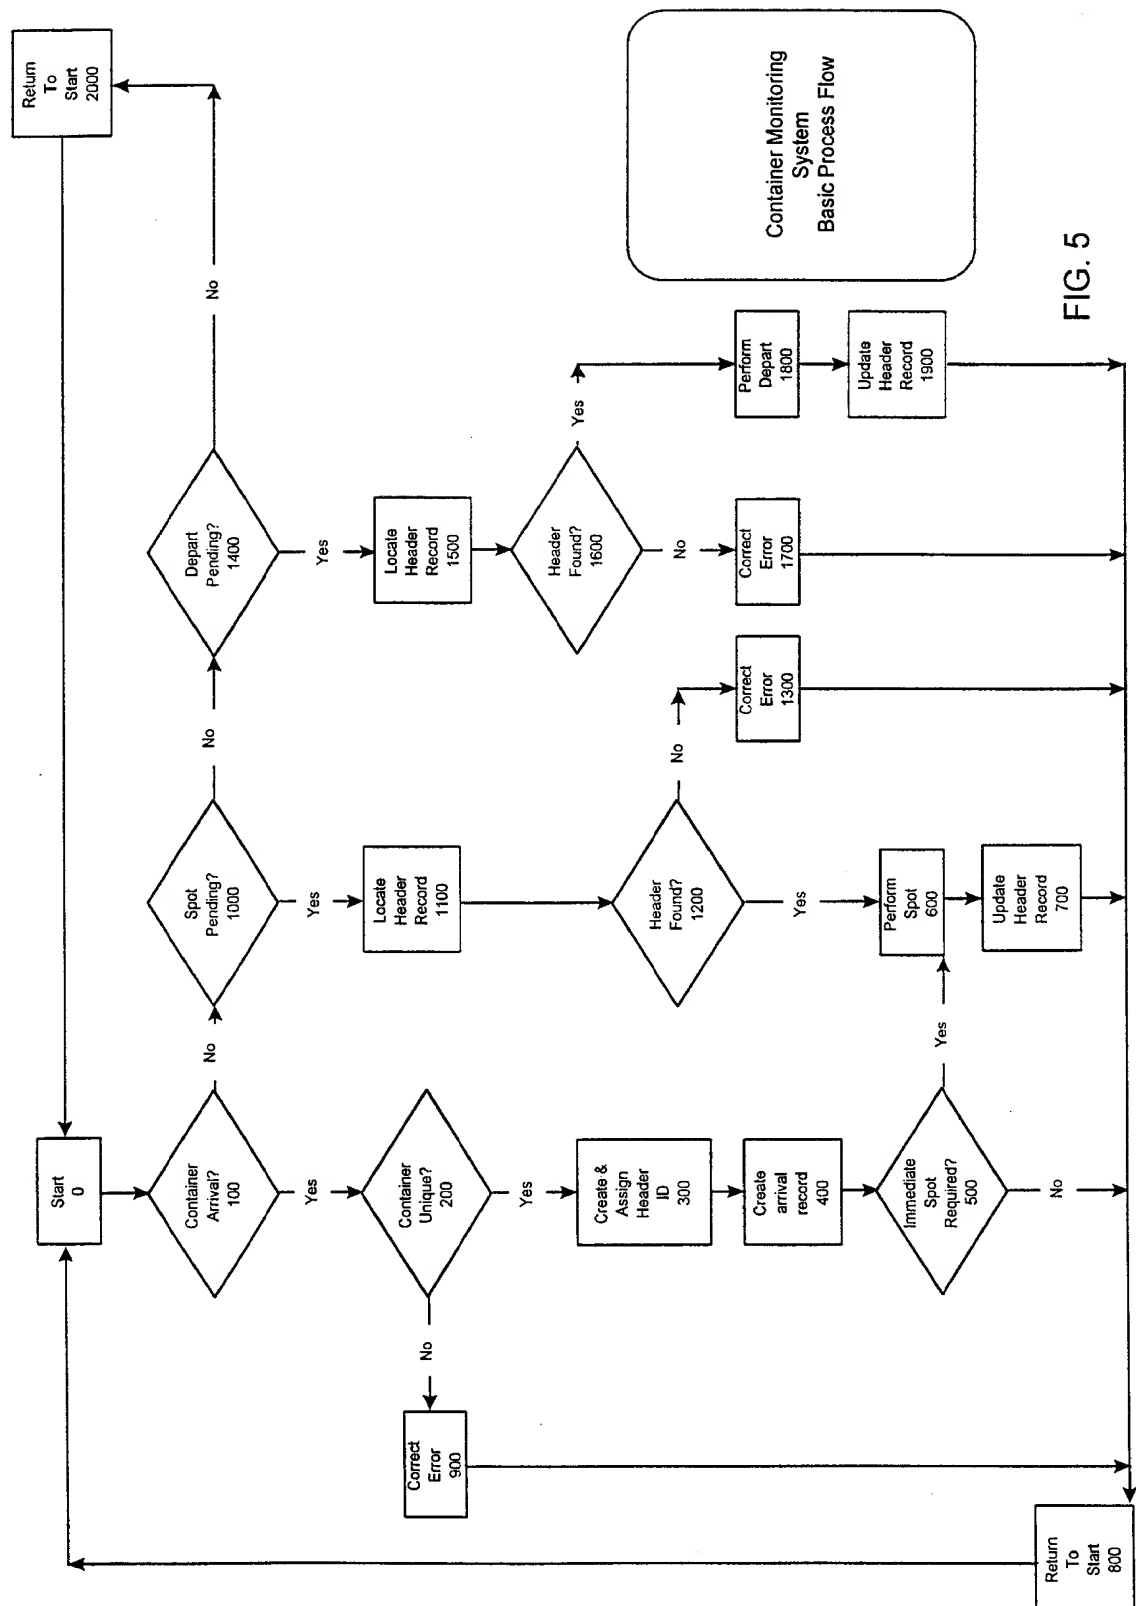 Return
To
Start
2000
Start
0
Container
Arrival?
100
No
Spot
Pending?
1000
No
Depart
Pending?
1400
No
Yes
Yes
Yes
Container
Unique?
200
Locate
Header
Record
1100
Locate
Header
Record
1500
No
Correct
Error
900
Yes
Create &
Assign
Header
ID
300
Header
Found?
1200
No
Correct
Error
1300
Header
Found?
1600
Yes
No
Correct
Error
1700
Perform
Depart
1800
Update
Header
Record
1900
Create
arrival
record
400
Yes
Immediate
Spot
Required?
500
Yes
Perform
Spot
600
Update
Header
Record
700
No
Return
To
Start
800
Container Monitoring
System
Basic Process Flow
FIG. 5